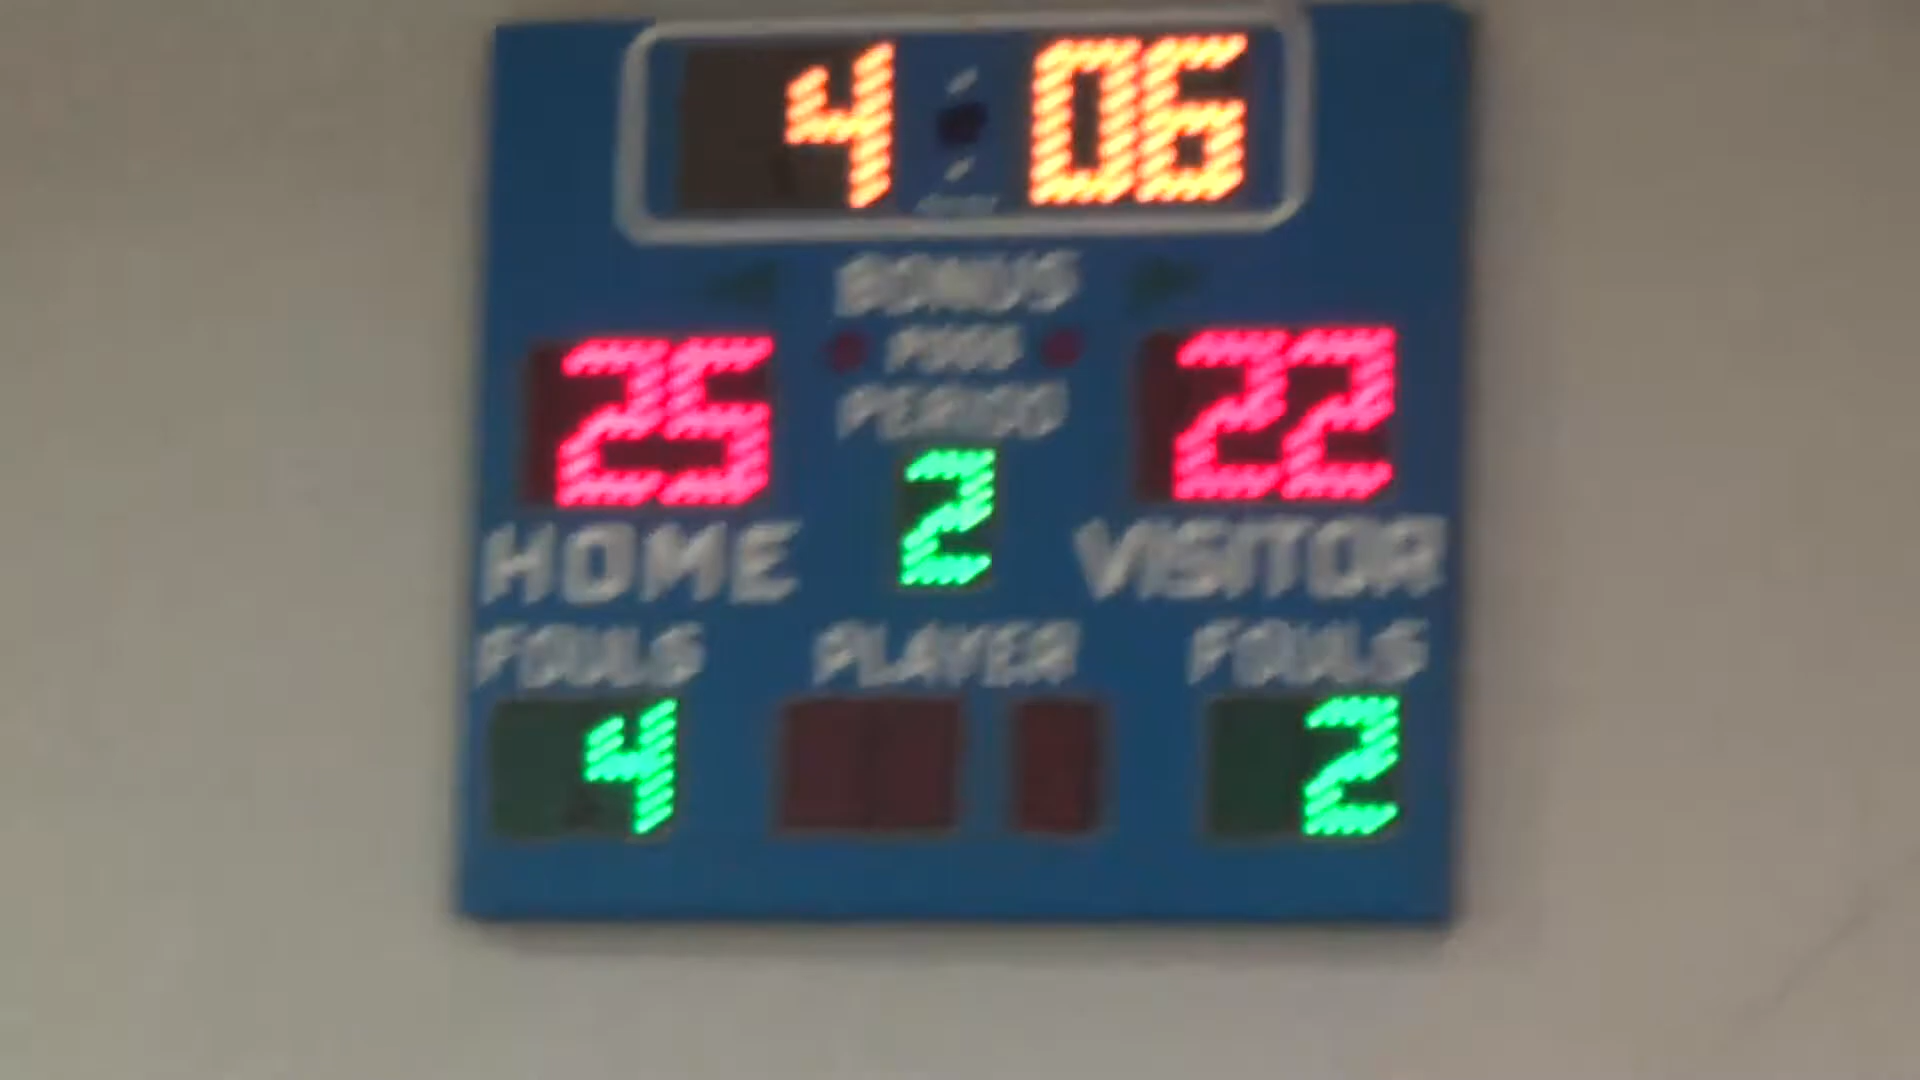 4 06
BONUS
25 POSS 22
PERIOD
2
HOME VISITOR
FOULS PLAYER FOULS
4 2